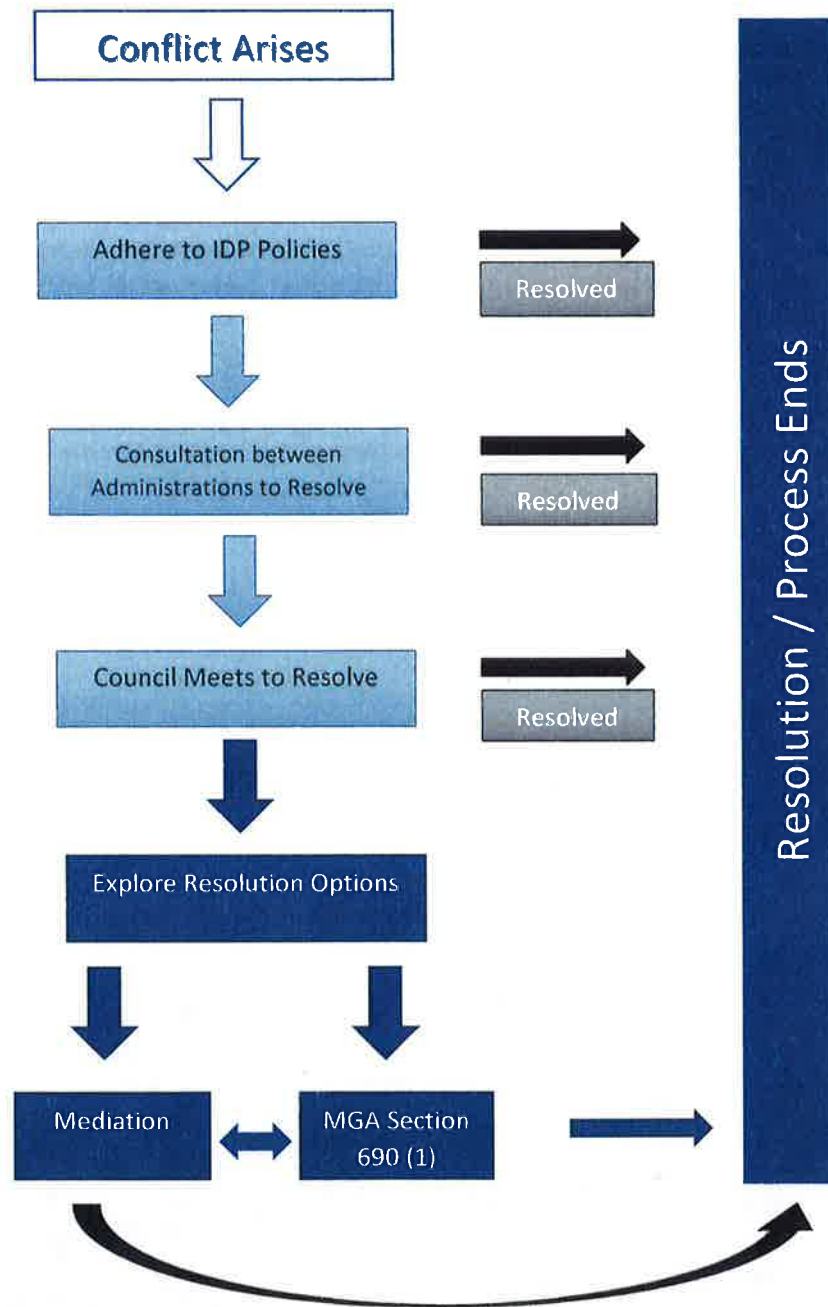 Conflict Arises
Adhere to IDP Policies
Resolved
Consultation between
Administrations to Resolve
Resolved
Council Meets to Resolve
Resolved
Explore Resolution Options
Mediation
MGA Section
690 (1)
Resolution / Process Ends